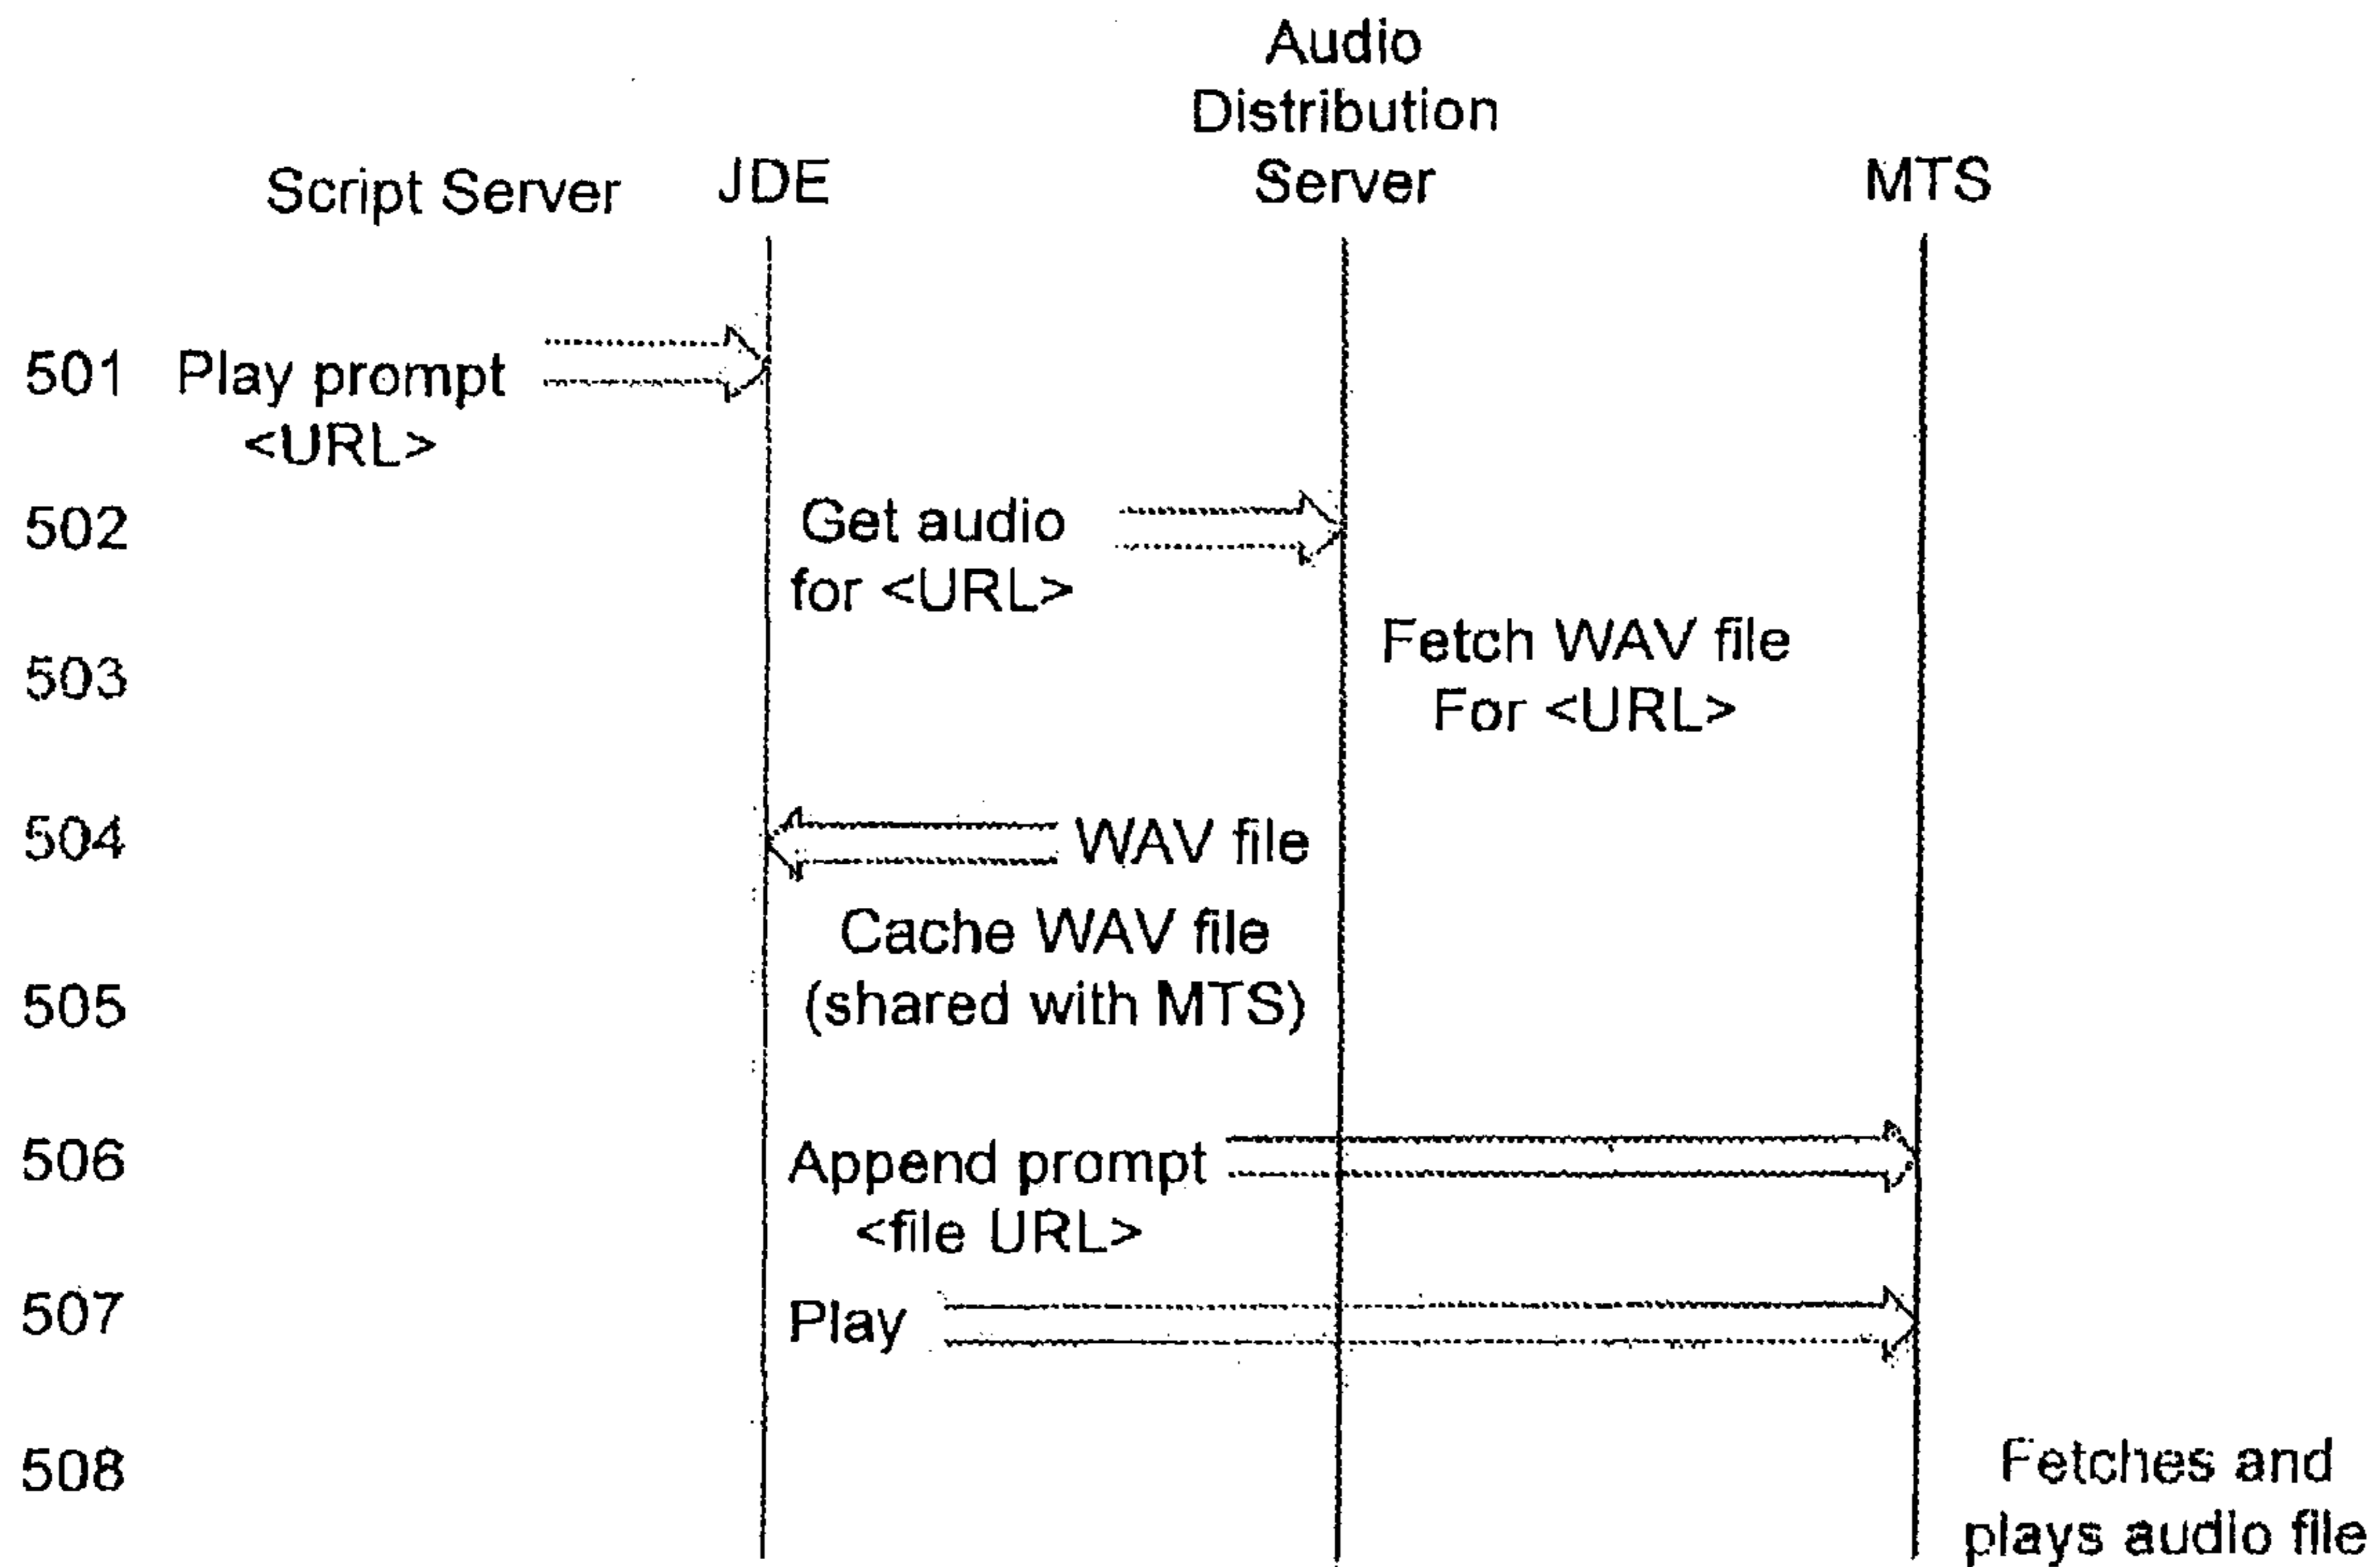 Audio
Distribution
Script Server JDE Server MTS
501 Play prompt
<URL>
502 Get audio
for <URL>
503 Fetch WAV file
For <URL>
504 WAV file
Cache WAV file
505 (shared with MTS)
506 Append prompt
<file URL>
507 Play
508 Fetches and
plays audio file